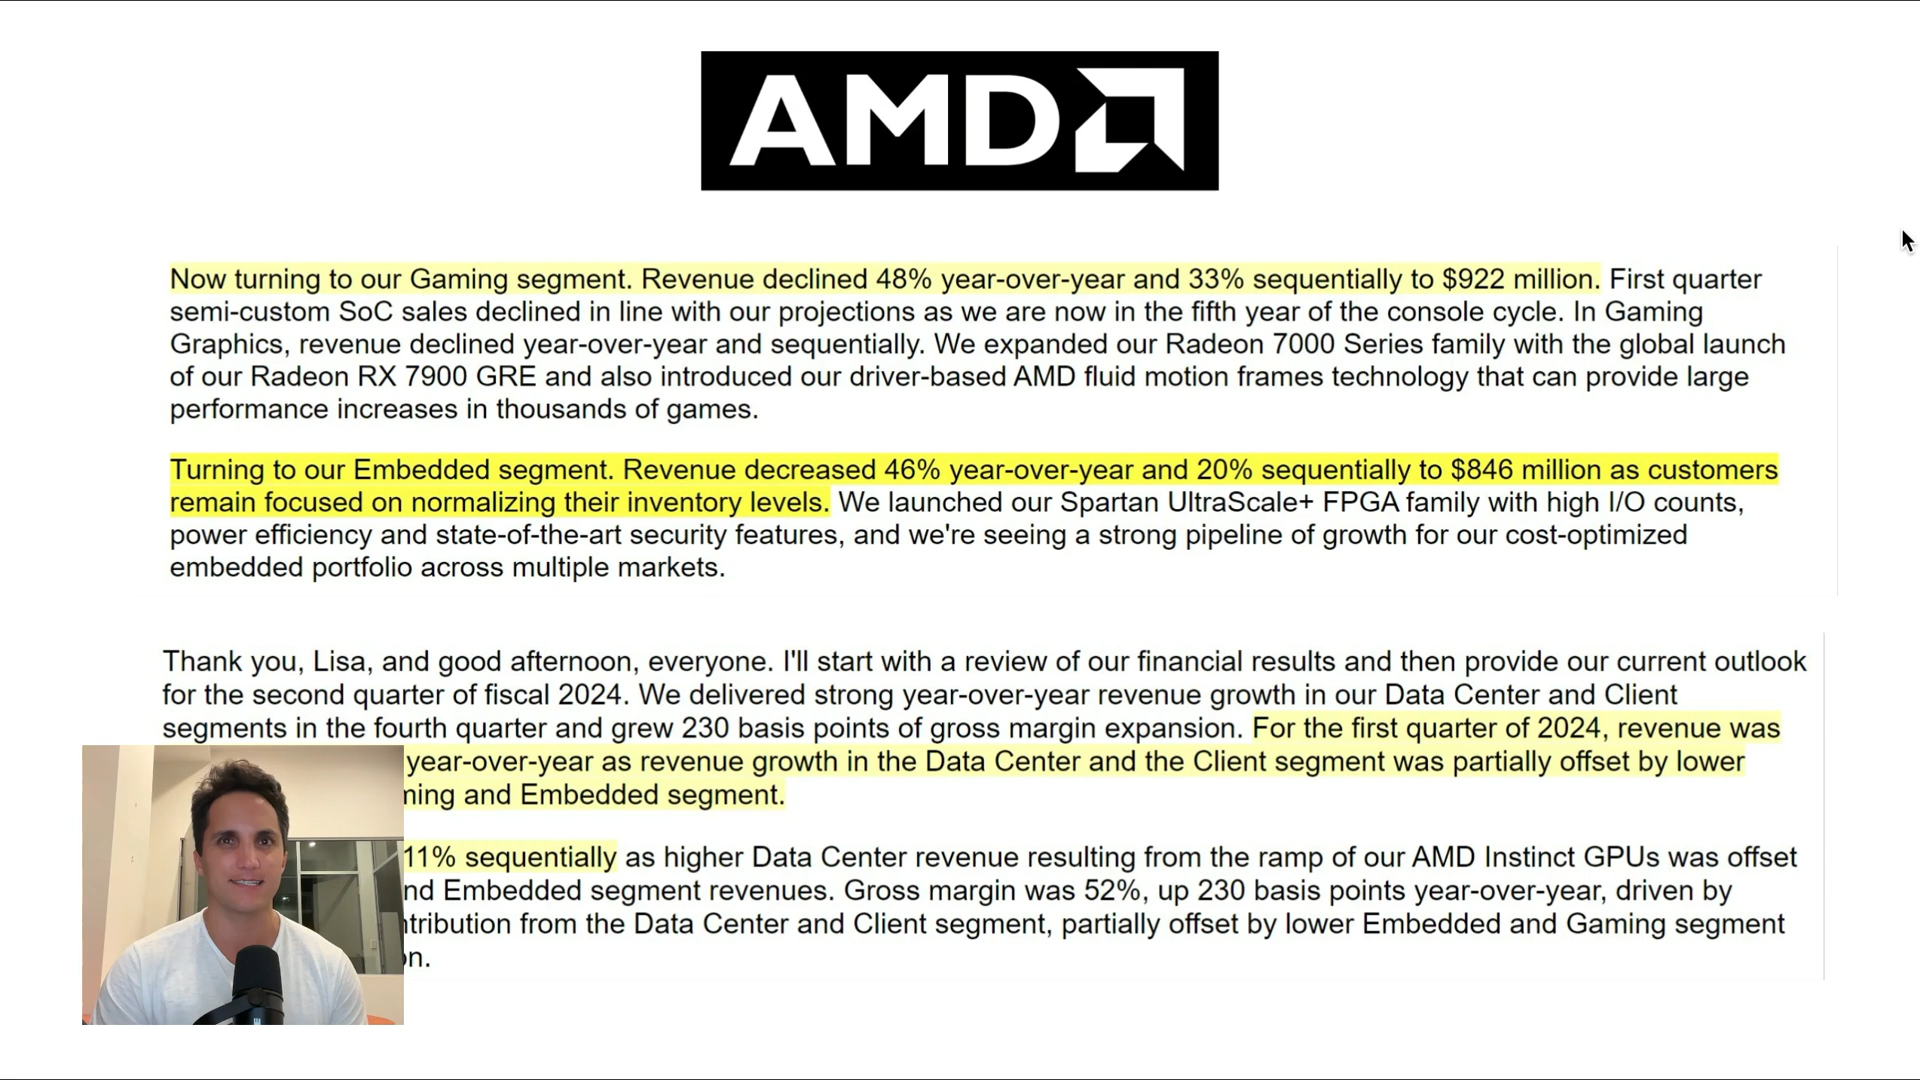 AMD
Now turning to our Gaming segment. Revenue declined 48% year-over-year and 33% sequentially to $922 million. First quarter
semi-custom SoC sales declined in line with our projections as we are now in the fifth year of the console cycle. In Gaming
Graphics, revenue declined year-over-year and sequentially. We expanded our Radeon 7000 Series family with the global launch
of our Radeon RX 7900 GRE and also introduced our driver-based AMD fluid motion frames technology that can provide large
performance increases in thousands of games.
Turning to our Embedded segment. Revenue decreased 46% year-over-year and 20% sequentially to $846 million as customers
remain focused on normalizing their inventory levels. We launched our Spartan UltraScale+ FPGA family with high I/O counts,
power efficiency and state-of-the-art security features, and we're seeing a strong pipeline of growth for our cost-optimized
embedded portfolio across multiple markets.
Thank you, Lisa, and good afternoon, everyone. I'll start with a review of our financial results and then provide our current outlook
for the second quarter of fiscal 2024. We delivered strong year-over-year revenue growth in our Data Center and Client
segments in the fourth quarter and grew 230 basis points of gross margin expansion. For the first quarter of 2024, revenue was
year-over-year as revenue growth in the Data Center and the Client segment was partially offset by lower
and Embedded segment.
11% sequentially as higher Data Center revenue resulting from the ramp of our AMD Instinct GPUs was offset
Embedded segment revenues. Gross margin was 52%, up 230 basis points year-over-year, driven by
from the Data Center and Client segment, partially offset by lower Embedded and Gaming segment